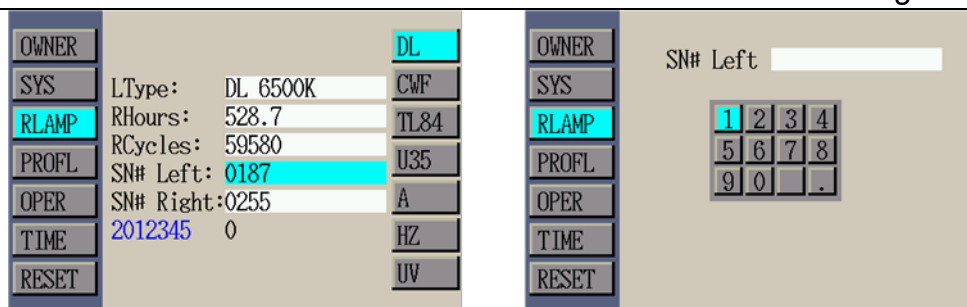 OWNER
SYS
RLAMP
PROFL
OPER
TIME
RESET
LType: DL 6500K
RHours: 528.7
RCycles: 59580
SN# Left: 0187
SN# Right:0255
2012345 0
DL
CWF
TL84
U35
A
HZ
UV
OWNER
SYS
RLAMP
PROFL
OPER
TIME
RESET
SN# Left
1 2 3 4
5 6 7 8
9 0 .